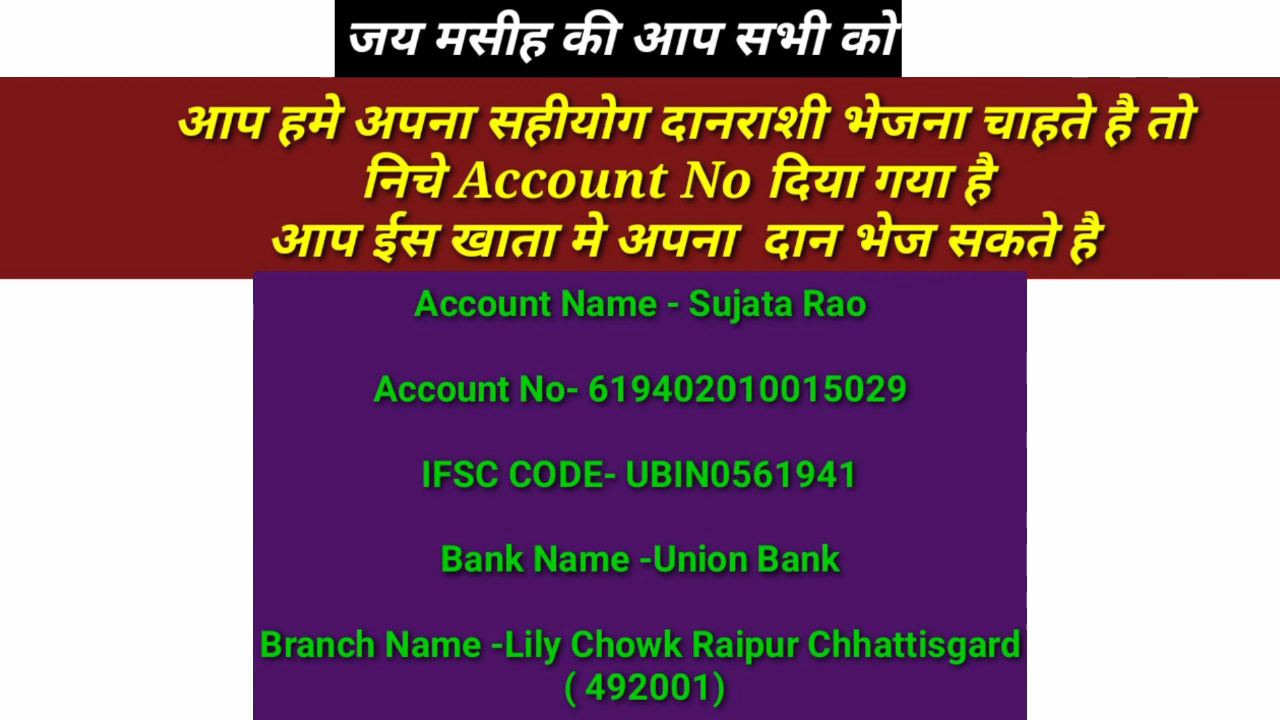 जय मसीह की आप सभी को
आप हमे अपना सहीयोग दानराशी भेजना चाहते है तो
निचे Account No दिया गया है
आप ईस खाता मे अपना दान भेज सकते है
Account Name - Sujata Rao
Account No- 619402010015029
IFSC CODE- UBIN0561941
Bank Name -Union Bank
Branch Name -Lily Chowk Raipur Chhattisgard
( 492001)